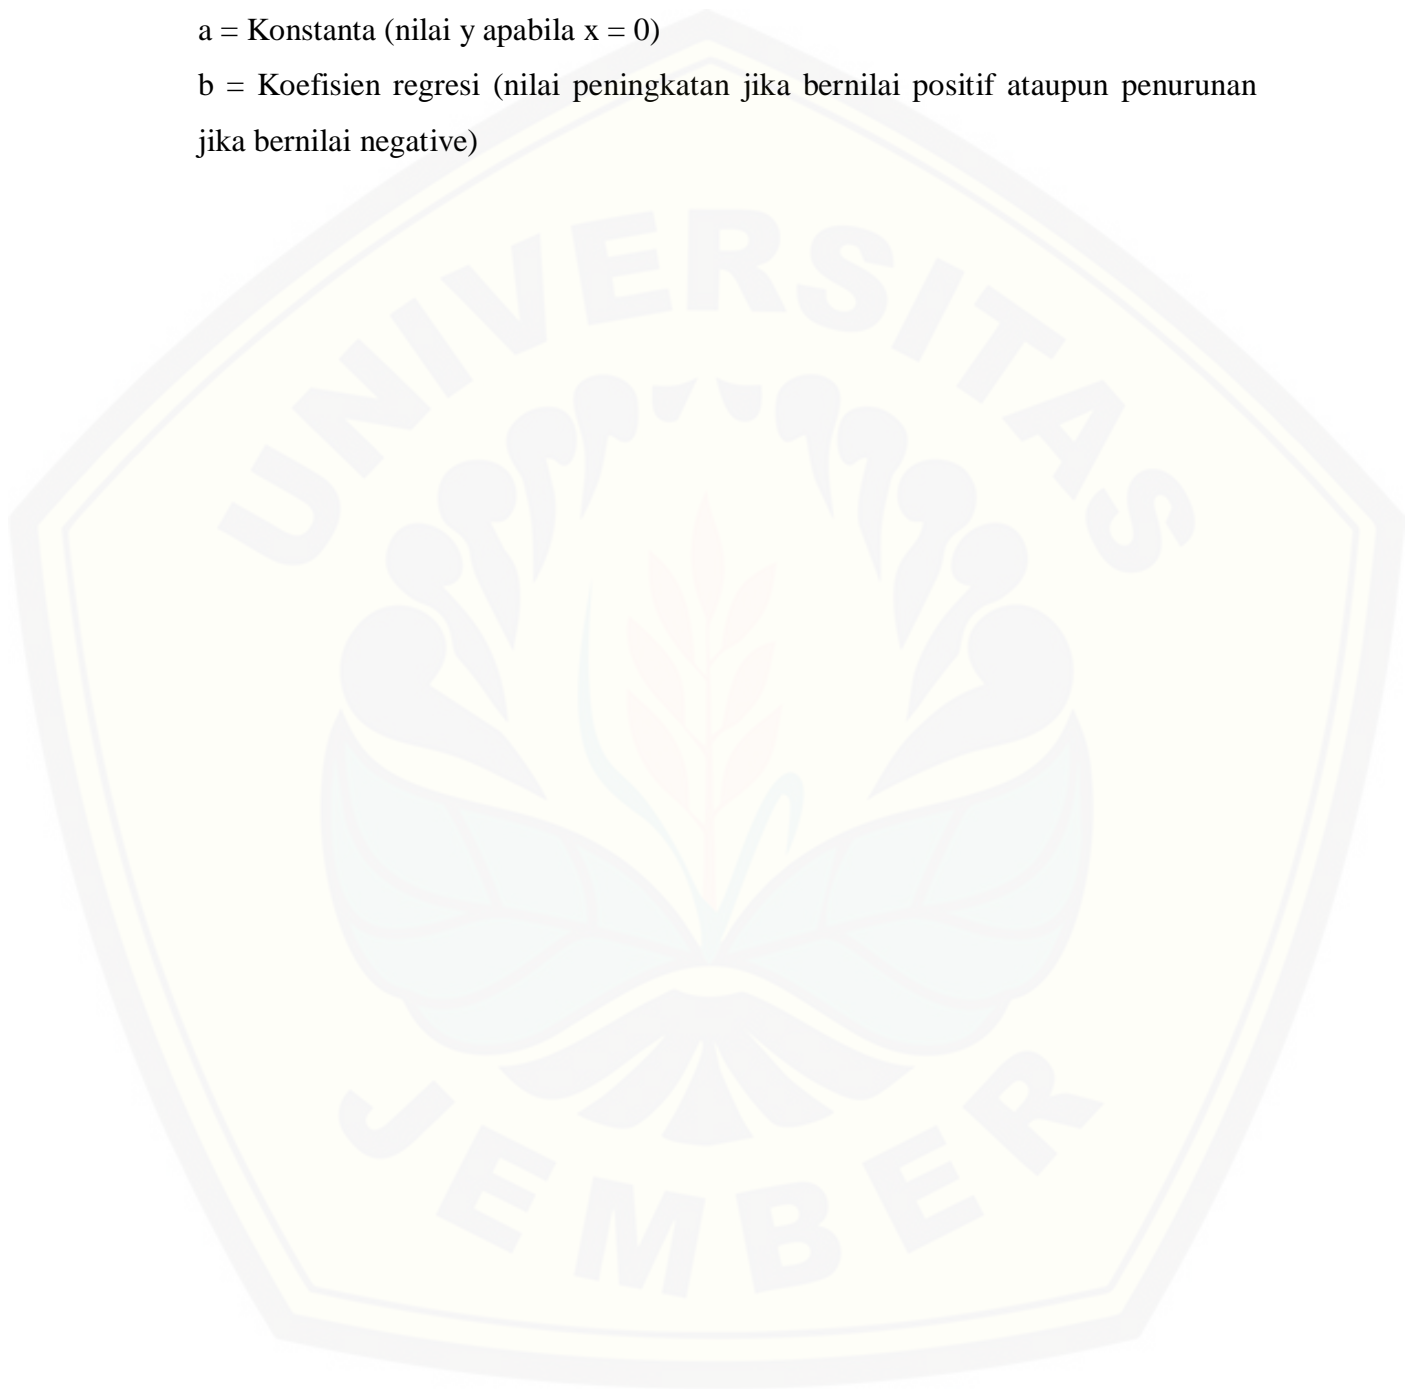 a = Konstanta (nilai y apabila x = 0)
b = Koefisien regresi (nilai peningkatan jika bernilai positif ataupun penurunan
jika bernilai negative)
UNIVERSITAS
JEMBER